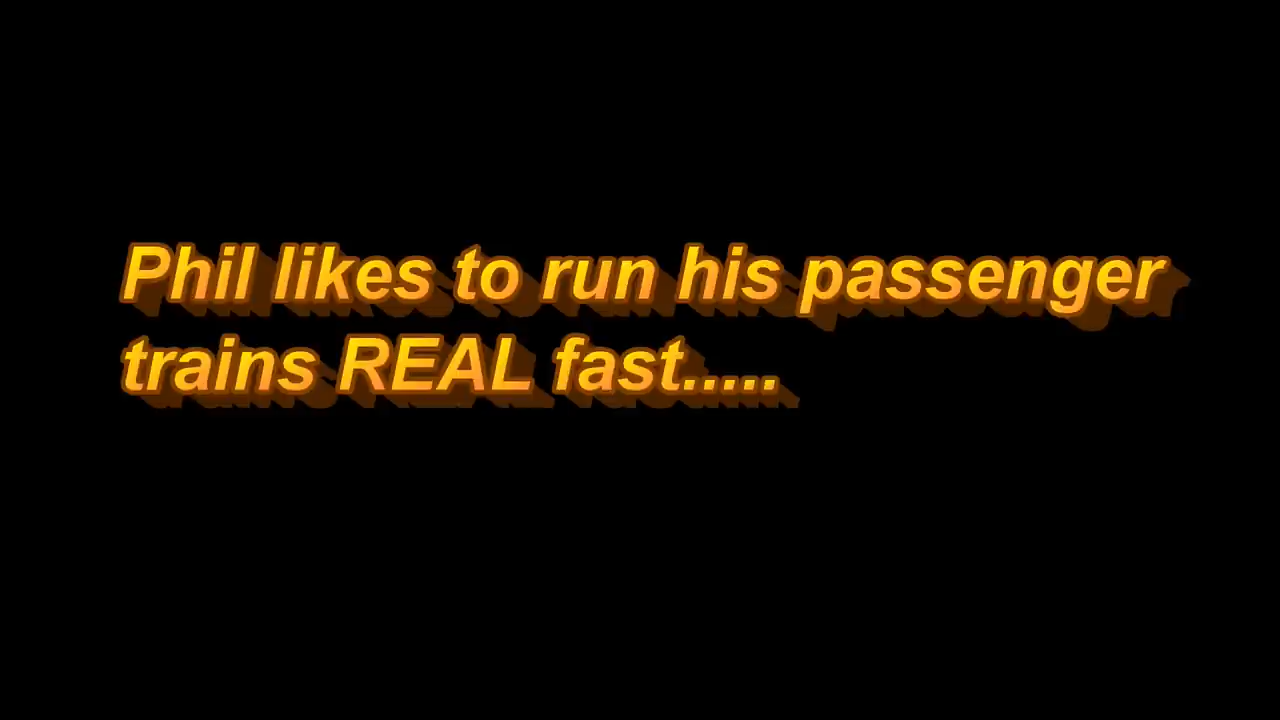 Phil likes to run his passenger
trains REAL fast.....